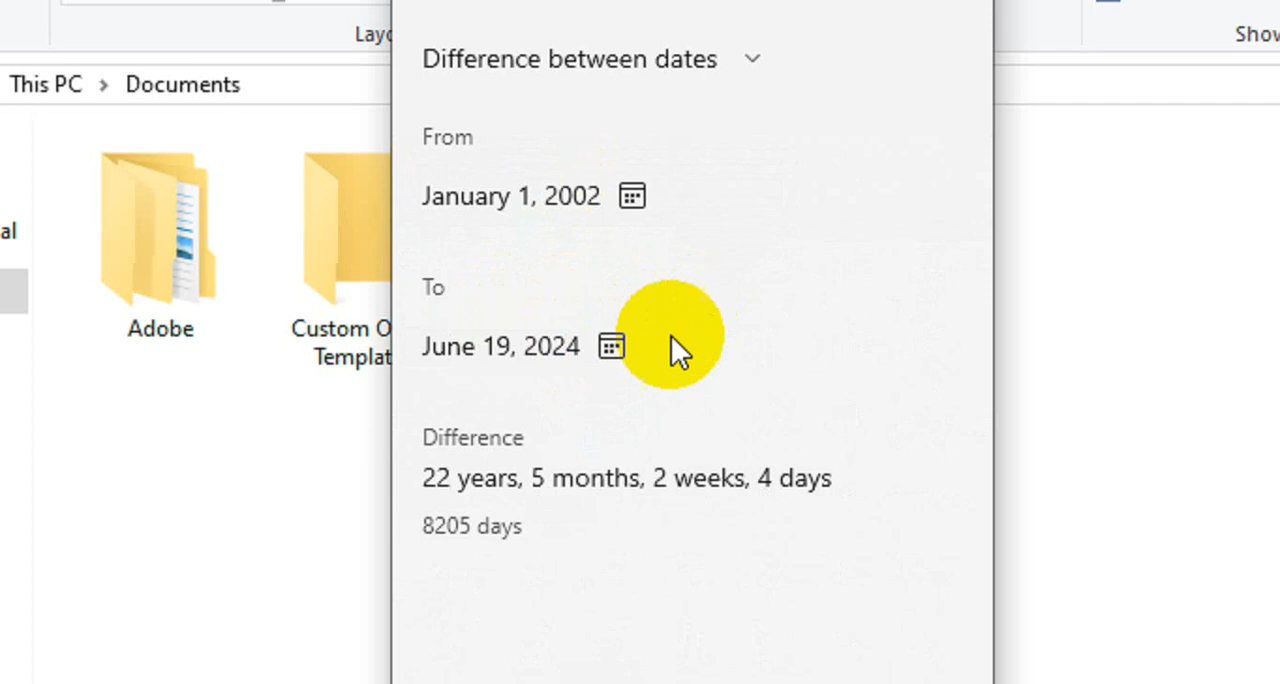 Layo
Show
This PC > Documents
al
Adobe
Custom O
Templat
Difference between dates
From
January 1, 2002
To
June 19, 2024
Difference
22 years, 5 months, 2 weeks, 4 days
8205 days